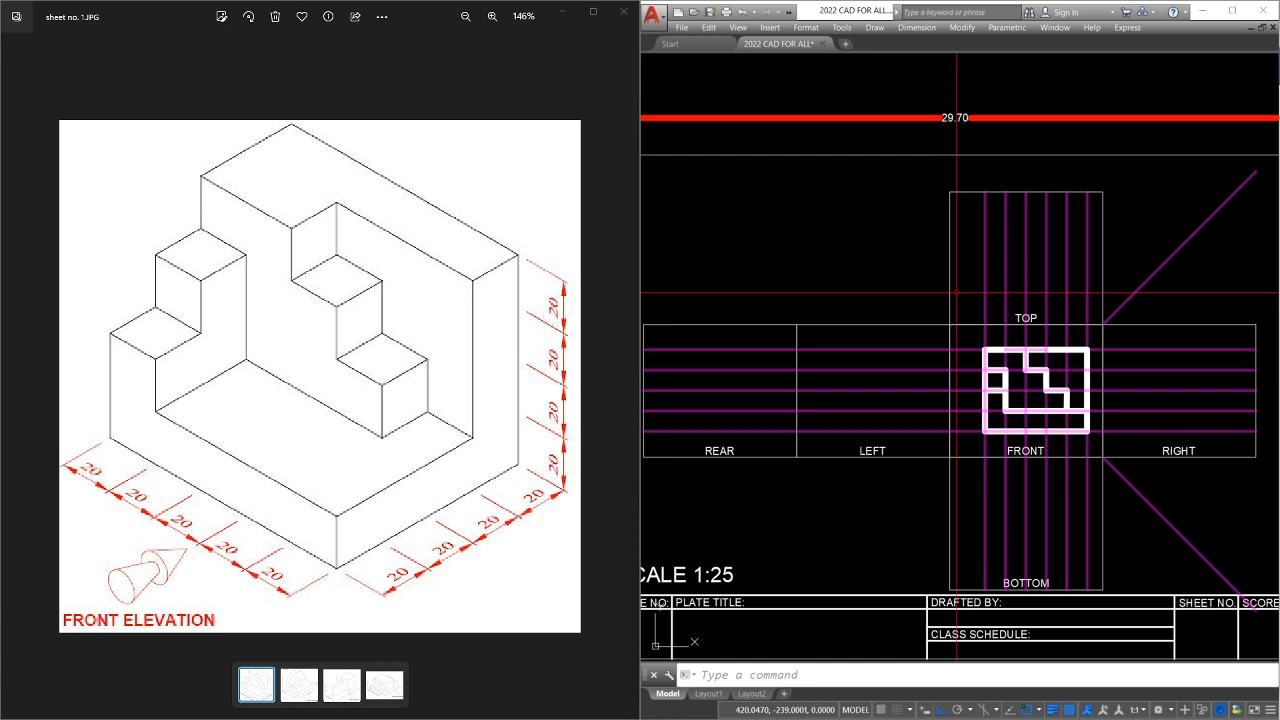 sheet no. 1.JPG
146%
20
20
20
20
20
20
20
20
20
20
20
20
FRONT ELEVATION
2022 CAD FOR ALL...
Type a keyword or phrase
Sign In
File Edit View Insert Format Tools Draw Dimension Modify Parametric Window Help Express
Start
2022 CAD FOR ALL*
29.70
TOP
REAR
LEFT
FRONT
RIGHT
BOTTOM
CALE 1:25
E NO:
PLATE TITLE:
DRAFTED BY:
SHEET NO.
SCORE
CLASS SCHEDULE:
X
Type a command
Model Layout1 Layout2
420.0470, -239.0001, 0.0000 MODEL
1:1